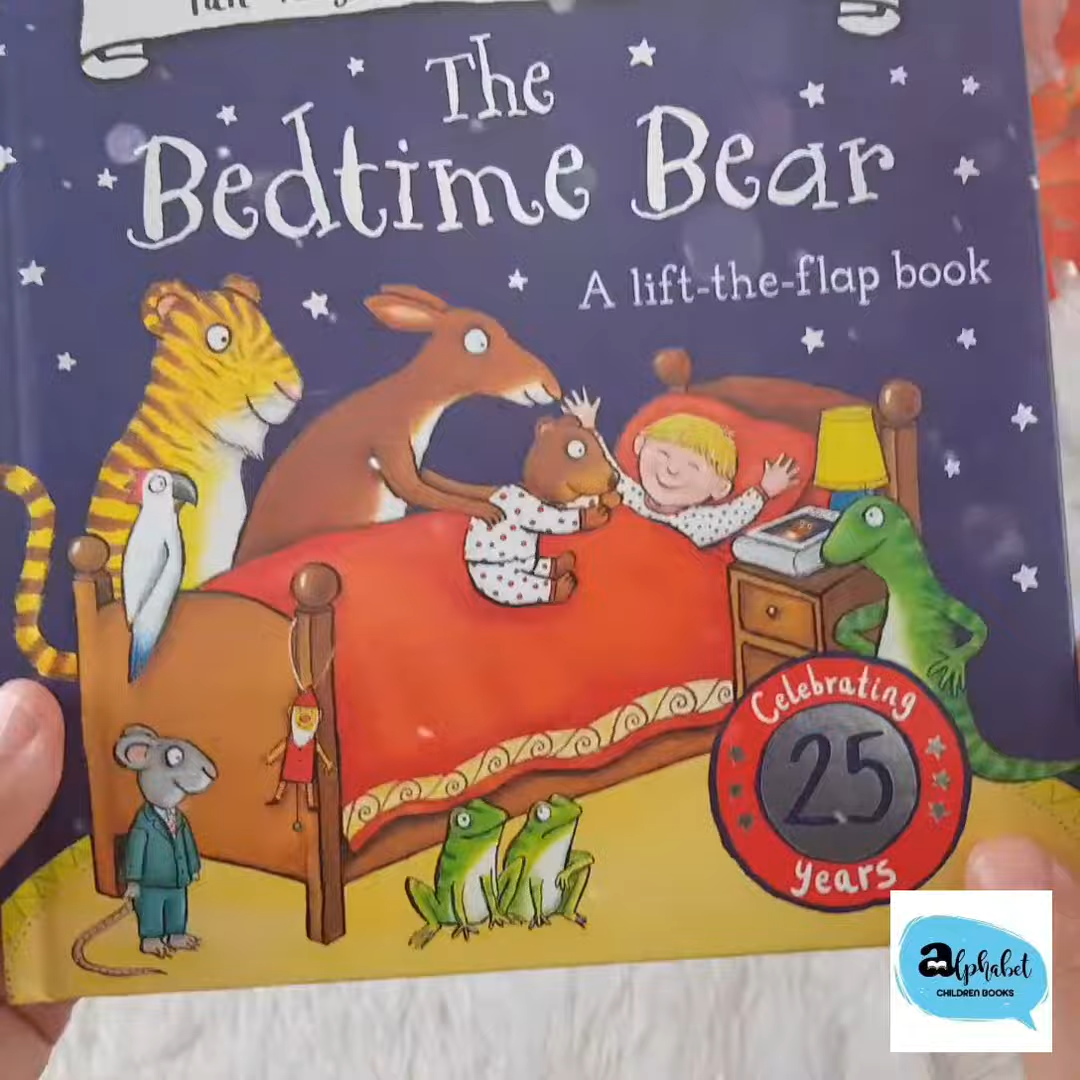 The
Bedtime Bear
A lift-the-flap book
Celebrating
25
years
alphabet
CHILDREN BOOKS